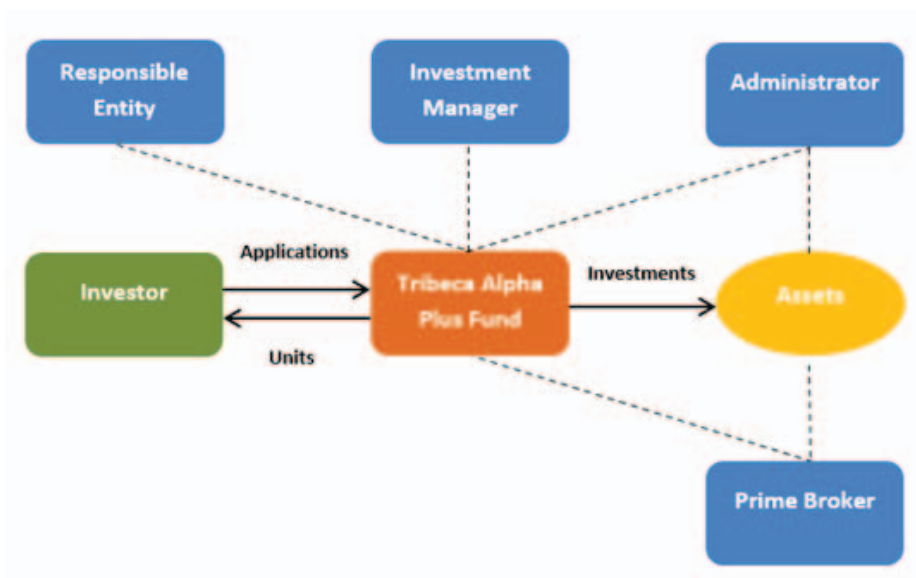 Responsible
Entity
Investment
Manager
Administrator
Applications
Investor
Tribeca Alpha
Plus Fund
Investments
Assets
Units
Prime Broker